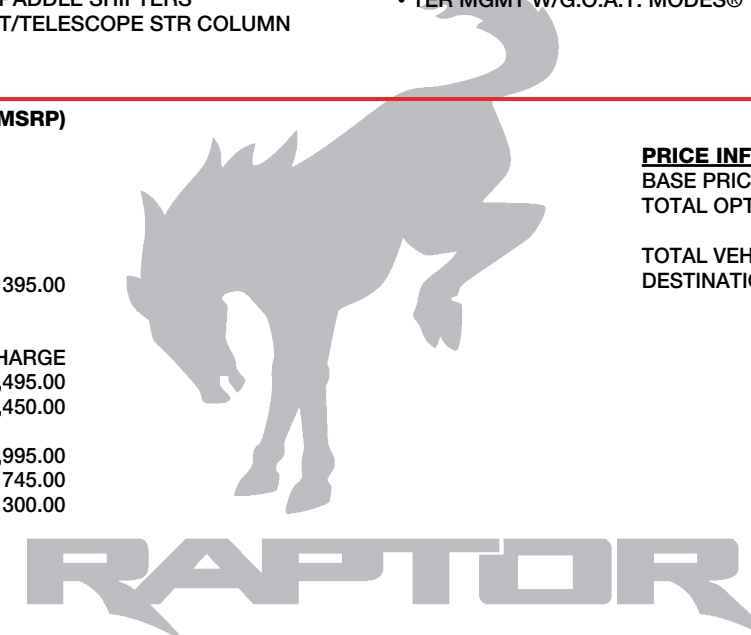 PADDLE SHIFTERS
T/TELESCOPE STR COLUMN
• TER MGMT W/G.O.A.T. MODES®
MSRP)
395.00
HARGE
,495.00
,450.00
,995.00
745.00
300.00
PRICE INF
BASE PRIC
TOTAL OPT
TOTAL VEH
DESTINATIO
RAPTOR